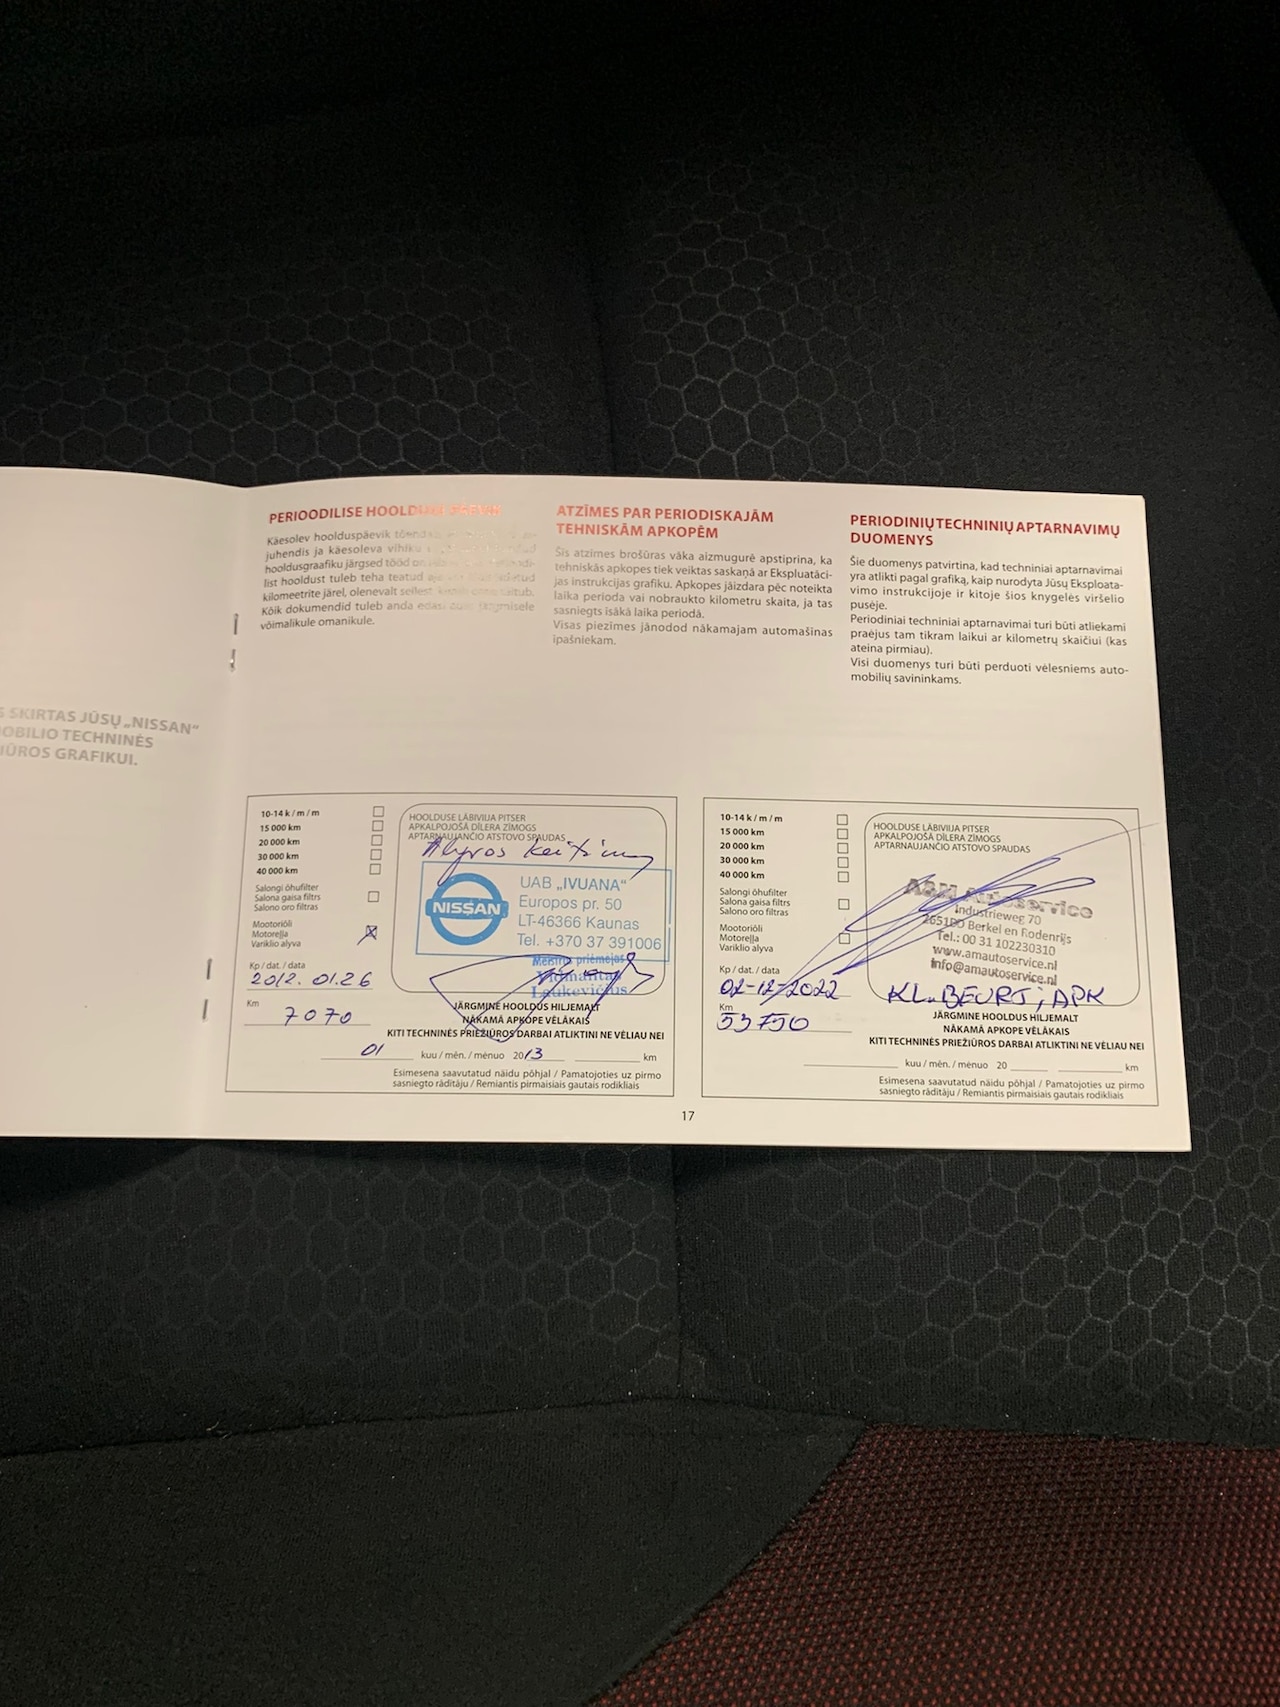 S SKIRTAS JŪSŲ „NISSAN“
OBILIO TECHNINĖS
IŪROS GRAFIKUI.
PERIOODILISE
Käesolev hoolduspäevik
juhendis ja käesoleva vihiku
hooldusgraafiku järgsed tööd
list hooldust tuleb teha teatud
kilomeetrite järel, olenevalt sellest
Kõik dokumendid tuleb anda edasi järgmisele
võimalikule omanikule.
ATZĪMES PAR PERIODISKAJĀM
TEHNISKĀM APKOPĒM
Šīs atzīmes brošūras vāka aizmugurē apstiprina, ka
tehniskās apkopes tiek veiktas saskaņā ar Ekspluatāci-
jas instrukcijas grafiku. Apkopes jāizdara pēc noteikta
laika perioda vai nobraukto kilometru skaita, ja tas
sasniegts īsākā laika periodā.
Visas piezīmes jānodod nākamajam automašīnas
īpašniekam.
PERIODINIŲ TECHNINIŲ APTARNAVIMŲ
DUOMENYS
Šie duomenys patvirtina, kad techniniai aptarnavimai
yra atlikti pagal grafiką, kaip nurodyta Jūsų Eksploata-
vimo instrukcijoje ir kitoje šios knygelės viršelio
pusėje.
Periodiniai techniniai aptarnavimai turi būti atliekami
praėjus tam tikram laikui ar kilometrų skaičiui (kas
ateina pirmiau).
Visi duomenys turi būti perduoti vėlesniems auto-
mobilių savininkams.
10-14 k / m / m
15 000 km
20 000 km
30 000 km
40 000 km
Salongi õhufilter
Salona gaisa filtrs
Salono oro filtras
Mootoriõli
Motoreļļa
Variklio alyva
Kp / dat. / data
2012. 01.26
Km
7070
HOOLDUSE LÄBIVIIJA PITSER
APKALPOJOŠĀ DĪLERA ZĪMOGS
APTARNAUJANČIO ATSTOVO SPAUDAS
Alyvos keitimas
NISSAN
UAB „IVUANA“
Europos pr. 50
LT-46366 Kaunas
Tel. +370 37 391006
Meistras priėmėjas
Laukevičius
JÄRGMINE HOOLDUS HILJEMALT
NĀKAMĀ APKOPE VĒLĀKAIS
KITI TECHNINĖS PRIEŽIŪROS DARBAI ATLIKTINI NE VĖLIAU NEI
01 kuu / mēn. / mėnuo 2013 km
Esimesena saavutatud näidu põhjal / Pamatojoties uz pirmo
sasniegto rādītāju / Remiantis pirmaisiais gautais rodikliais
10-14 k / m / m
15 000 km
20 000 km
30 000 km
40 000 km
Salongi õhufilter
Salona gaisa filtrs
Salono oro filtras
Mootoriõli
Motoreļļa
Variklio alyva
Kp / dat. / data
02-12-2022
Km
53750
HOOLDUSE LÄBIVIIJA PITSER
APKALPOJOŠĀ DĪLERA ZĪMOGS
APTARNAUJANČIO ATSTOVO SPAUDAS
A&M Autoservice
Industrieweg 70
2651BD Berkel en Rodenrijs
Tel.: 00 31 102230310
www.amautoservice.nl
info@amautoservice.nl
KL.BEURT, APK
JÄRGMINE HOOLDUS HILJEMALT
NĀKAMĀ APKOPE VĒLĀKAIS
KITI TECHNINĖS PRIEŽIŪROS DARBAI ATLIKTINI NE VĖLIAU NEI
kuu / mēn. / mėnuo 20 km
Esimesena saavutatud näidu põhjal / Pamatojoties uz pirmo
sasniegto rādītāju / Remiantis pirmaisiais gautais rodikliais
17